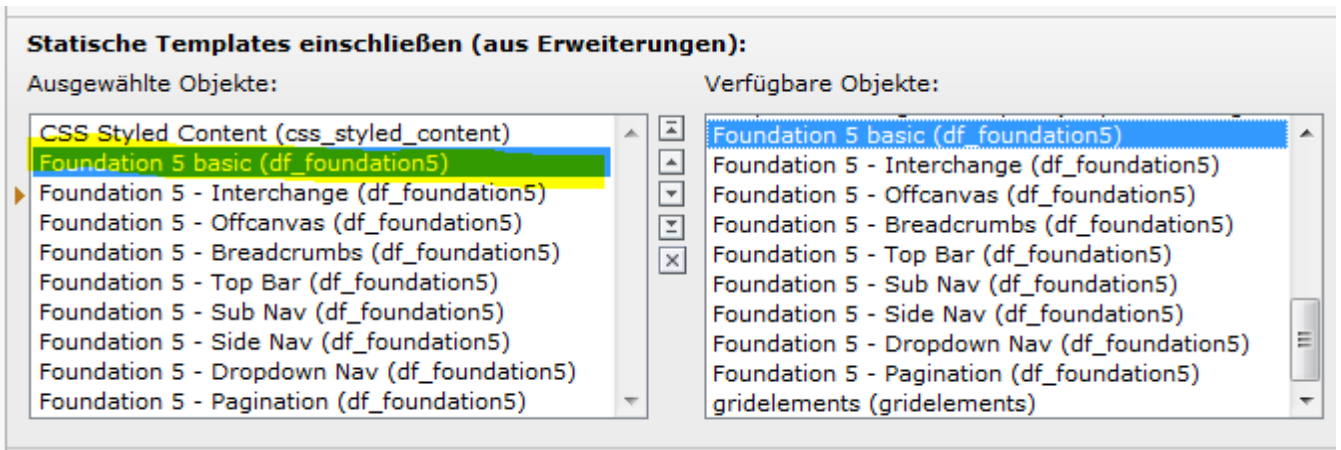 Statische Templates einschließen (aus Erweiterungen):
Ausgewählte Objekte:
CSS Styled Content (css_styled_content)
Foundation 5 basic (df_foundation5)
Foundation 5 - Interchange (df_foundation5)
Foundation 5 - Offcanvas (df_foundation5)
Foundation 5 - Breadcrumbs (df_foundation5)
Foundation 5 - Top Bar (df_foundation5)
Foundation 5 - Sub Nav (df_foundation5)
Foundation 5 - Side Nav (df_foundation5)
Foundation 5 - Dropdown Nav (df_foundation5)
Foundation 5 - Pagination (df_foundation5)
Verfügbare Objekte:
Foundation 5 basic (df_foundation5)
Foundation 5 - Interchange (df_foundation5)
Foundation 5 - Offcanvas (df_foundation5)
Foundation 5 - Breadcrumbs (df_foundation5)
Foundation 5 - Top Bar (df_foundation5)
Foundation 5 - Sub Nav (df_foundation5)
Foundation 5 - Side Nav (df_foundation5)
Foundation 5 - Dropdown Nav (df_foundation5)
Foundation 5 - Pagination (df_foundation5)
gridelements (gridelements)